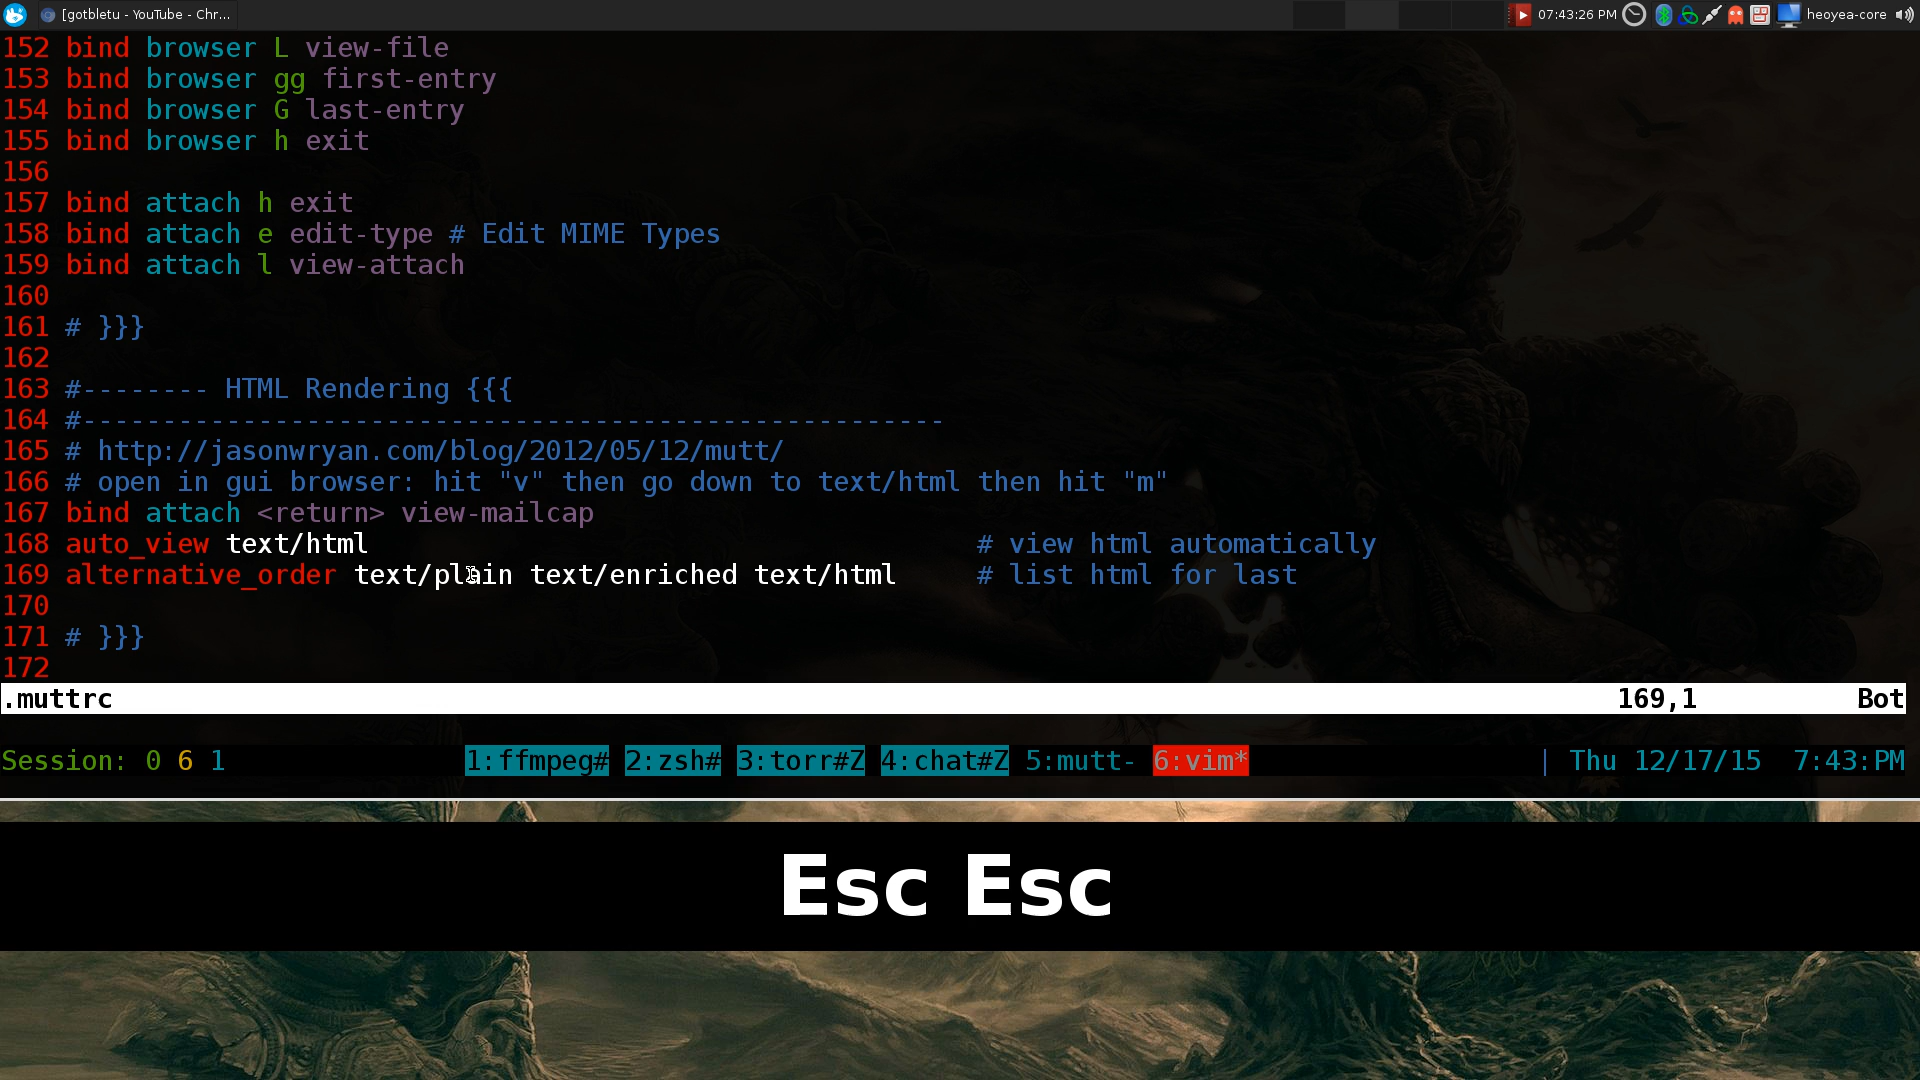 [gotbletu - YouTube - Chr... 07:43:26 PM heoyea-core
152 bind browser L view-file
153 bind browser gg first-entry
154 bind browser G last-entry
155 bind browser h exit
156
157 bind attach h exit
158 bind attach e edit-type # Edit MIME Types
159 bind attach l view-attach
160
161 # }}}
162
163 #-------- HTML Rendering {{{
164 #------------------------------------------------------
165 # http://jasonwryan.com/blog/2012/05/12/mutt/
166 # open in gui browser: hit "v" then go down to text/html then hit "m"
167 bind attach <return> view-mailcap
168 auto_view text/html # view html automatically
169 alternative_order text/plain text/enriched text/html # list html for last
170
171 # }}}
172
.muttrc 169,1 Bot
Session: 0 6 1 1:ffmpeg# 2:zsh# 3:torr#Z 4:chat#Z 5:mutt- 6:vim* | Thu 12/17/15 7:43:PM
Esc Esc